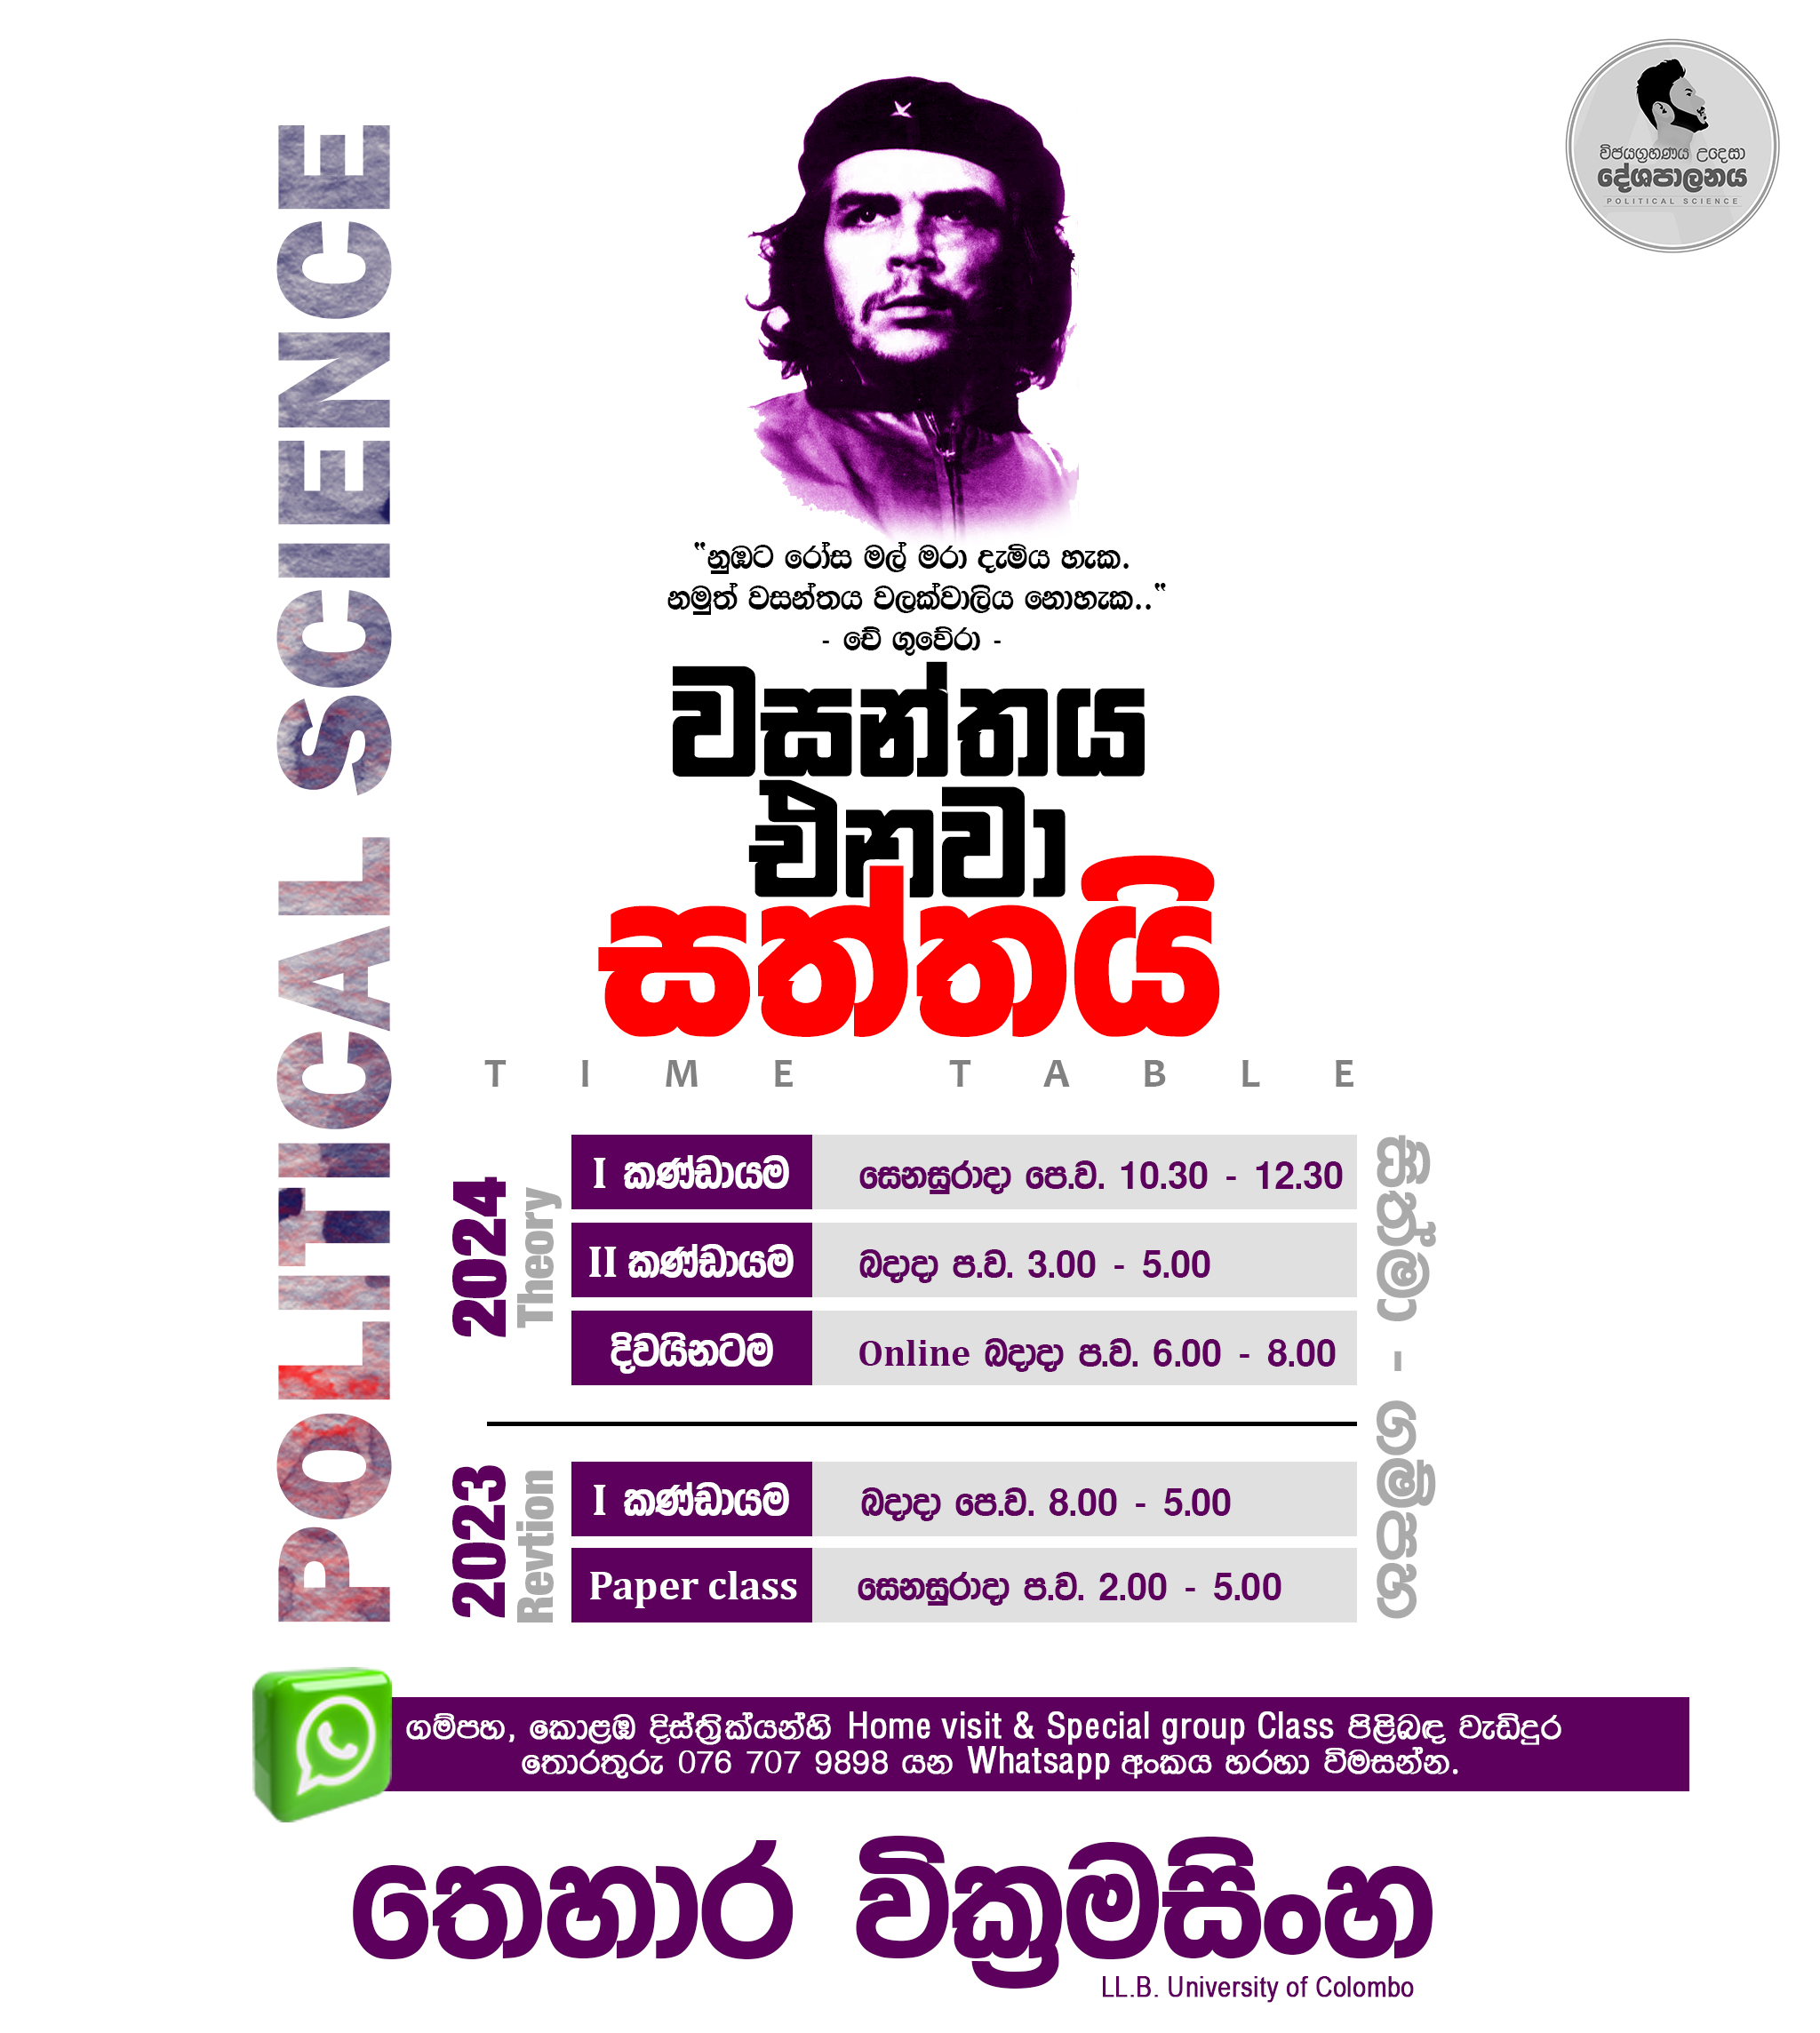 විජයග්‍රහණය උදෙසා
දේශපාලනය
POLITICAL SCIENCE
POLITICAL SCIENCE
"නුඹට රෝස මල් මරා දැමිය හැක.
නමුත් වසන්තය වලක්වාලිය නොහැක.."
- චේ ගුවේරා -
වසන්තය
එනවා
සත්තයි
TIME TABLE
2024
Theory
I කණ්ඩායම සෙනසුරාදා පෙ.ව. 10.30 - 12.30
II කණ්ඩායම බදාදා ප.ව. 3.00 - 5.00
දිවයිනටම Online බදාදා ප.ව. 6.00 - 8.00
2023
Revtion
I කණ්ඩායම බදාදා පෙ.ව. 8.00 - 5.00
Paper class සෙනසුරාදා ප.ව. 2.00 - 5.00
- ගම්පහ
ගම්පහ, කොළඹ දිස්ත්‍රික්යන්හි Home visit & Special group Class පිළිබඳ වැඩිදුර
තොරතුරු 076 707 9898 යන Whatsapp අංකය හරහා විමසන්න.
තෙහාර වික්‍රමසිංහ
LL.B. University of Colombo